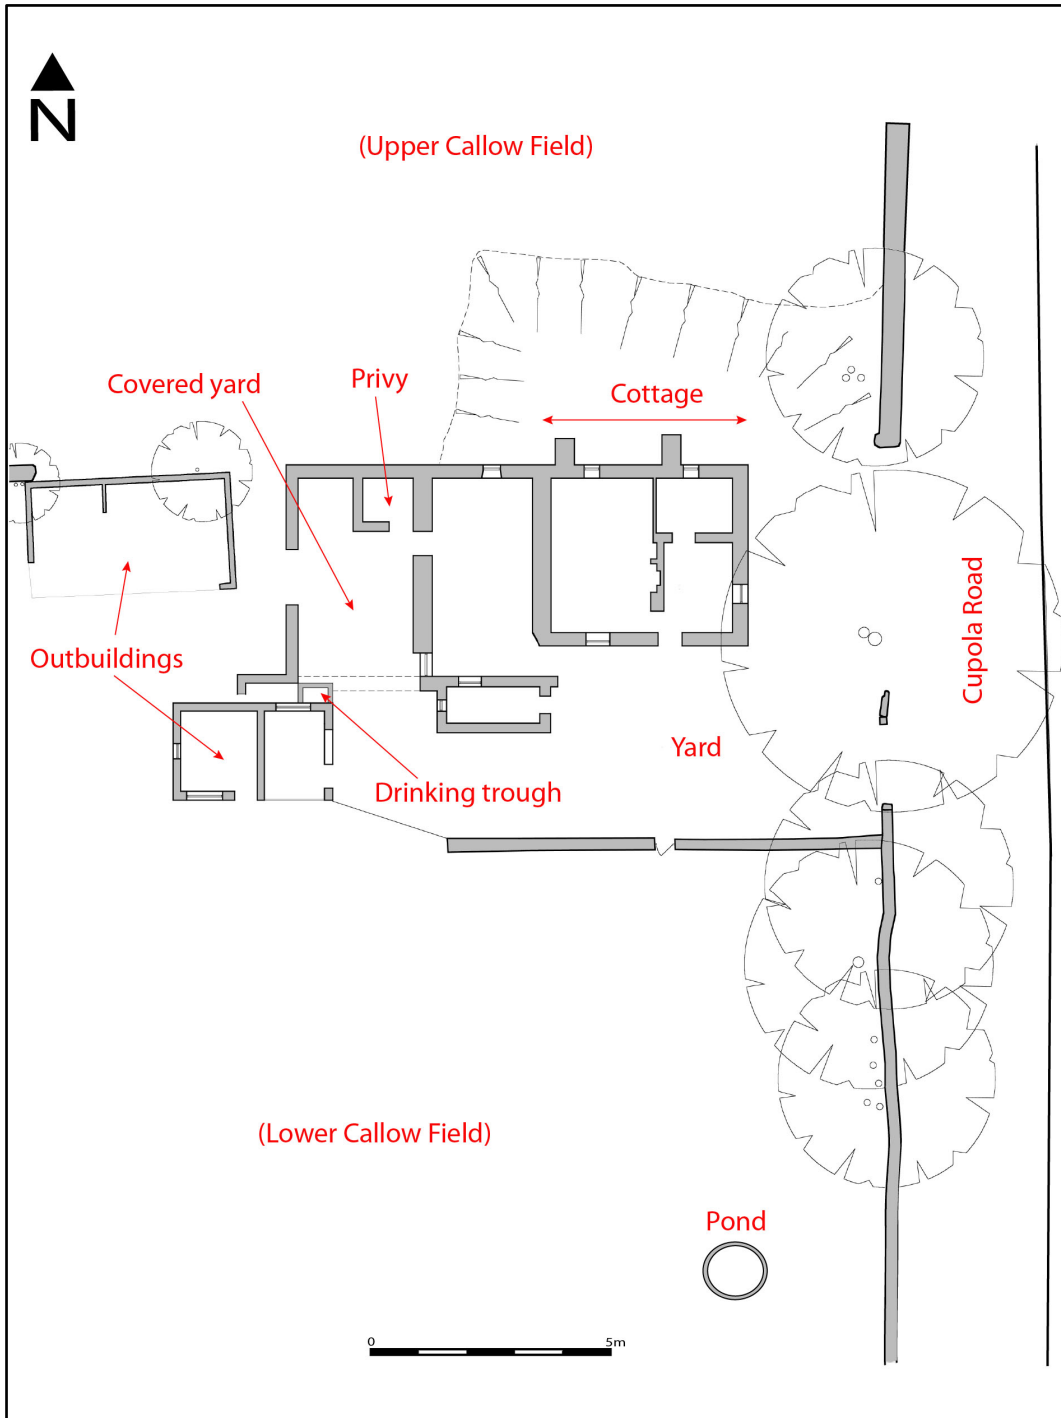 N
(Upper Callow Field)
Covered yard
Privy
Cottage
Outbuildings
Cupola Road
Yard
Drinking trough
(Lower Callow Field)
Pond
0
5m